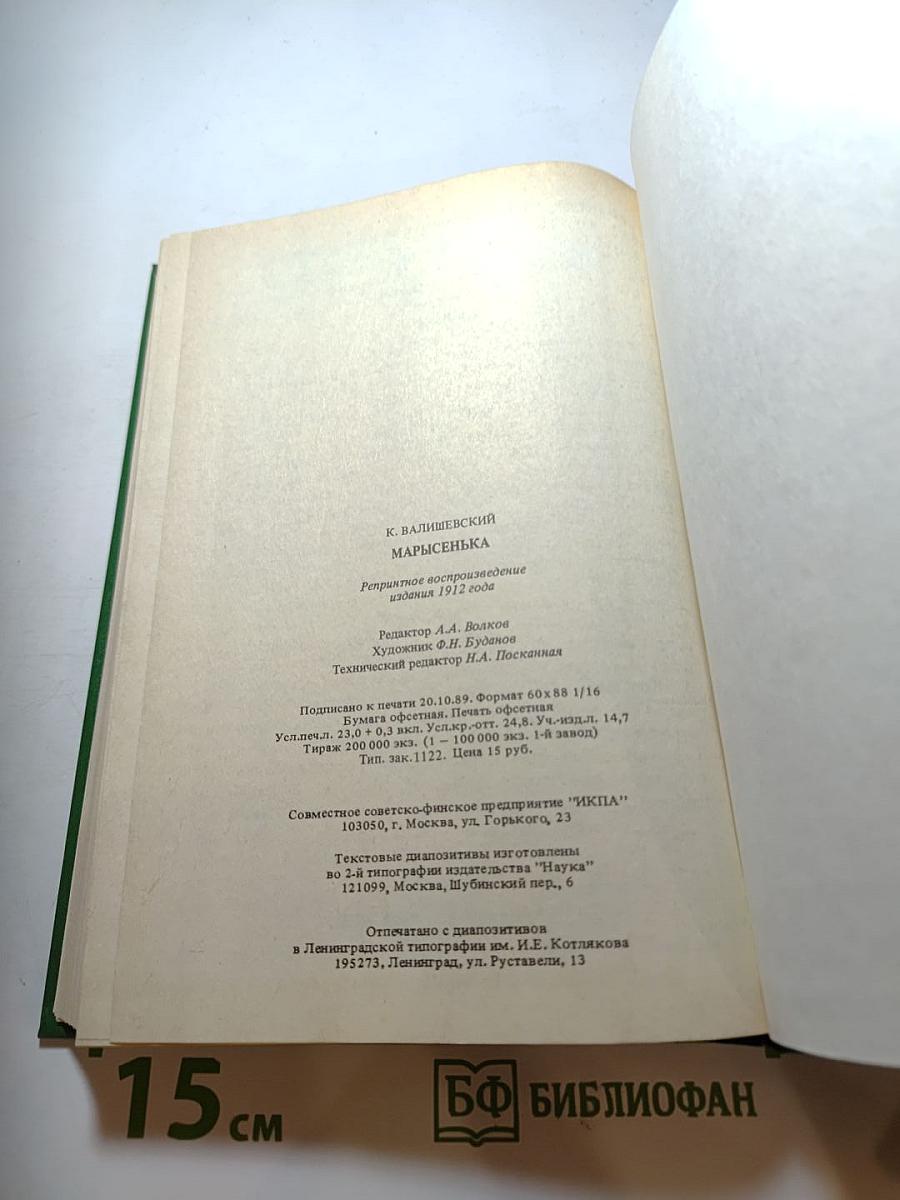 К. ВАЛИШЕВСКИЙ
МАРЫСЕНЬКА
Репринтное воспроизведение
издания 1912 года
Редактор А.А. Волков
Художник Ф.Н. Буданов
Технический редактор Н.А. Посканная
Подписано к печати 20.10.89. Формат 60х88 1/16
Бумага офсетная. Печать офсетная
Усл.печ.л. 23,0 + 0,3 вкл. Усл.кр.-отт. 24,8. Уч.-изд.л. 14,7
Тираж 200 000 экз. (1 — 100 000 экз. 1-й завод)
Тип. зак.1122. Цена 15 руб.
Совместное советско-финское предприятие "ИКПА"
103050, г. Москва, ул. Горького, 23
Текстовые диапозитивы изготовлены
во 2-й типографии издательства "Наука"
121099, Москва, Шубинский пер., 6
Отпечатано с диапозитивов
в Ленинградской типографии им. И.Е. Котлякова
195273, Ленинград, ул. Руставели, 13
15 см
БФ БИБЛИОФАН